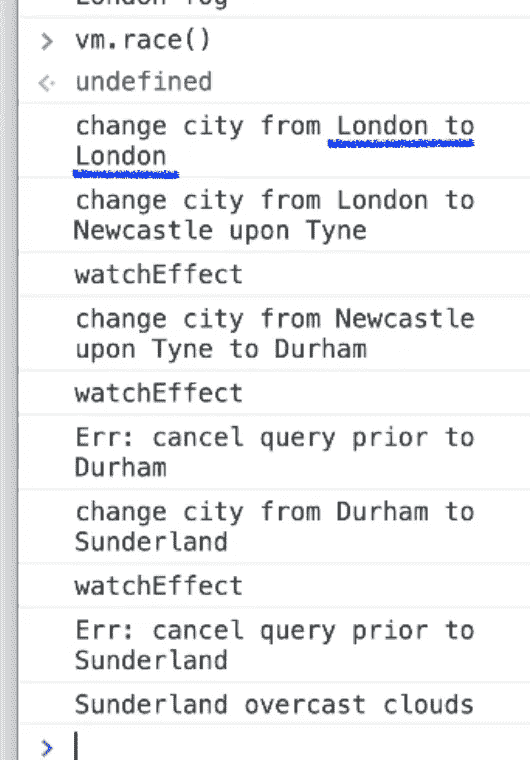 London fog
> vm.race()
undefined
change city from London to
London
change city from London to
Newcastle upon Tyne
watchEffect
change city from Newcastle
upon Tyne to Durham
watchEffect
Err: cancel query prior to
Durham
change city from Durham to
Sunderland
watchEffect
Err: cancel query prior to
Sunderland
Sunderland overcast clouds
>